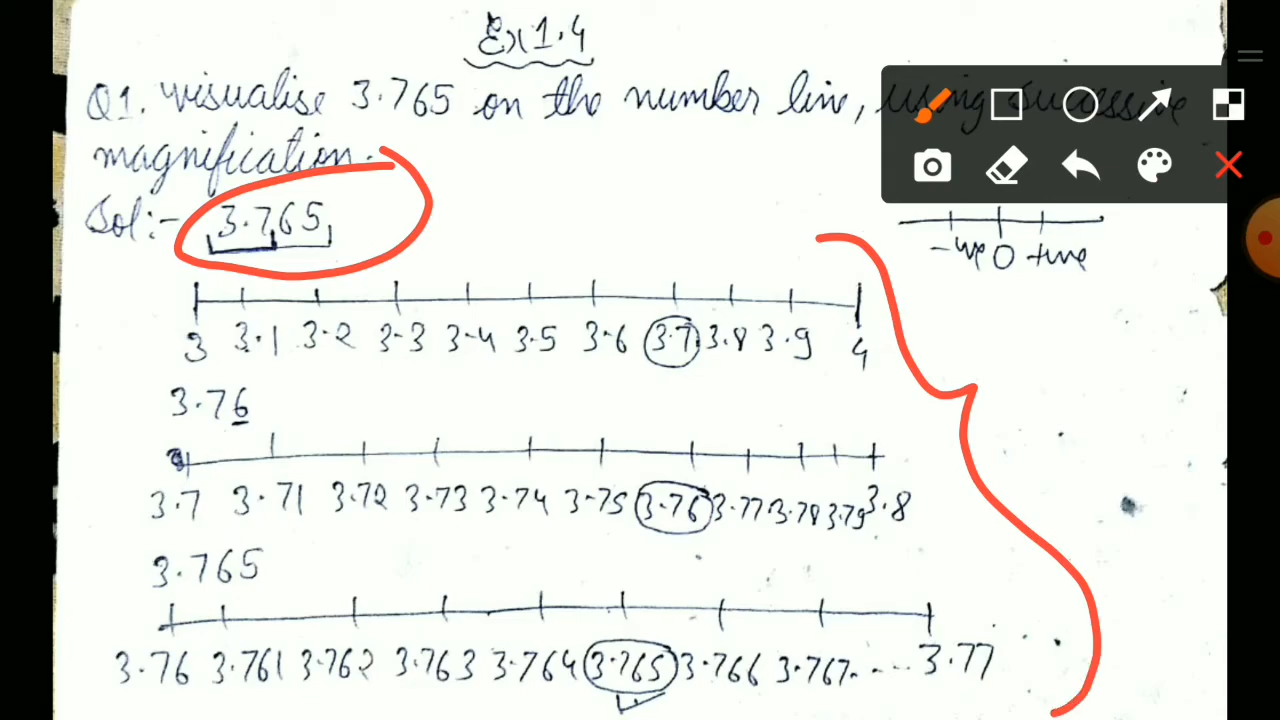 Ex 1.4
Q1. visualise 3.765 on the number line, using successive
magnification.
Sol:- 3.765
-ve 0 +ve
3 3.1 3.2 3.3 3.4 3.5 3.6 3.7 3.8 3.9 4
3.76
3.7 3.71 3.72 3.73 3.74 3.75 3.76 3.77 3.78 3.79 3.8
3.765
3.76 3.761 3.762 3.763 3.764 3.765 3.766 3.767. ... 3.77